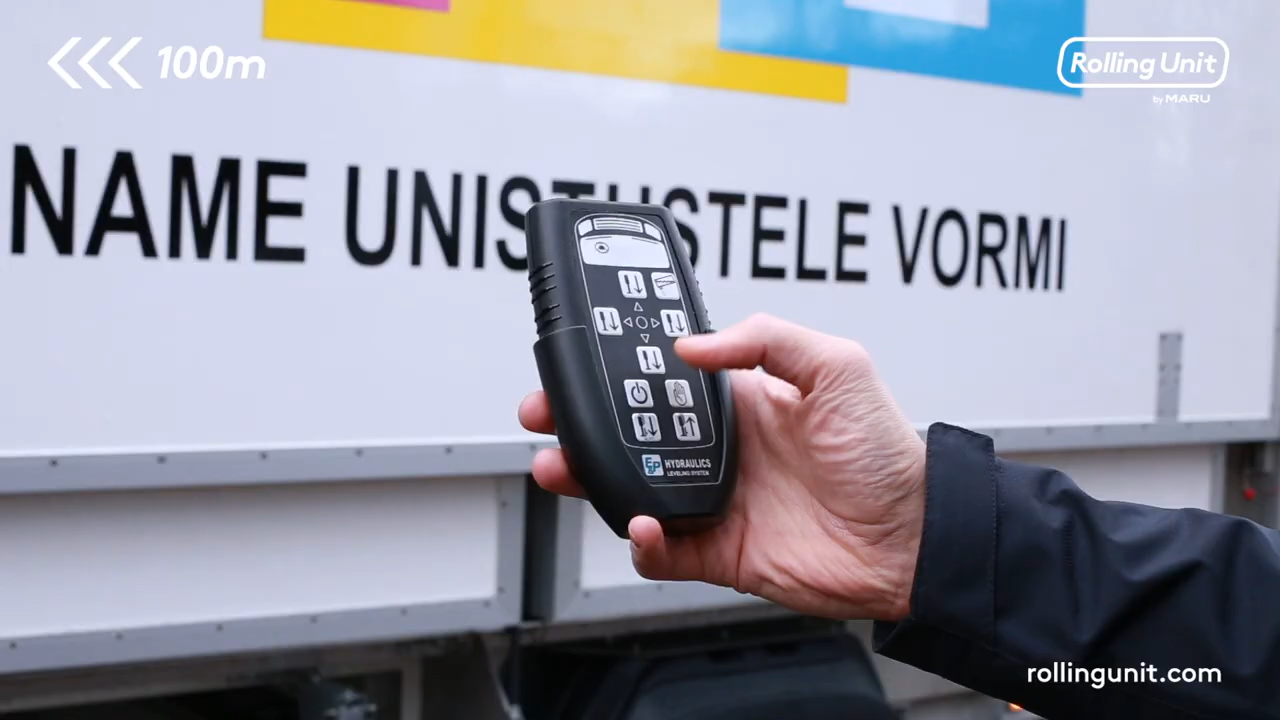 100m
Rolling Unit
by MARU
NAME UNISTUSTELE VORMI
E&P HYDRAULICS
LEVELING SYSTEM
rollingunit.com